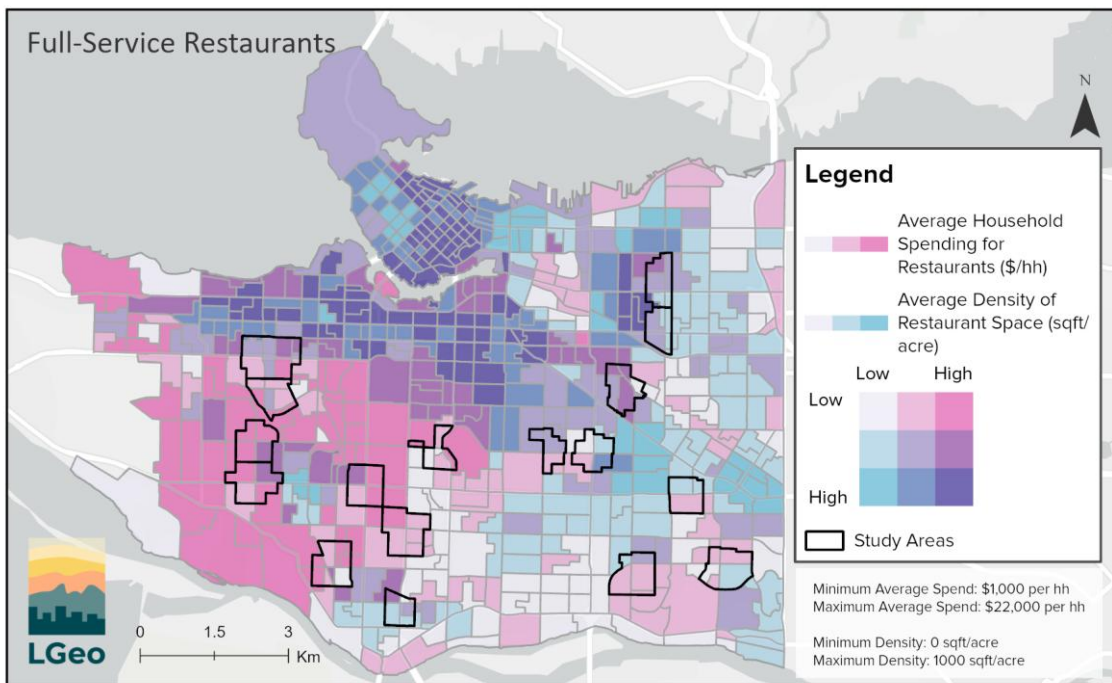 Full-Service Restaurants
N
Legend
Average Household
Spending for
Restaurants ($/hh)
Average Density of
Restaurant Space (sqft/
acre)
Low High
Low
High
Study Areas
Minimum Average Spend: $1,000 per hh
Maximum Average Spend: $22,000 per hh
Minimum Density: 0 sqft/acre
Maximum Density: 1000 sqft/acre
LGeo
0 1.5 3
Km